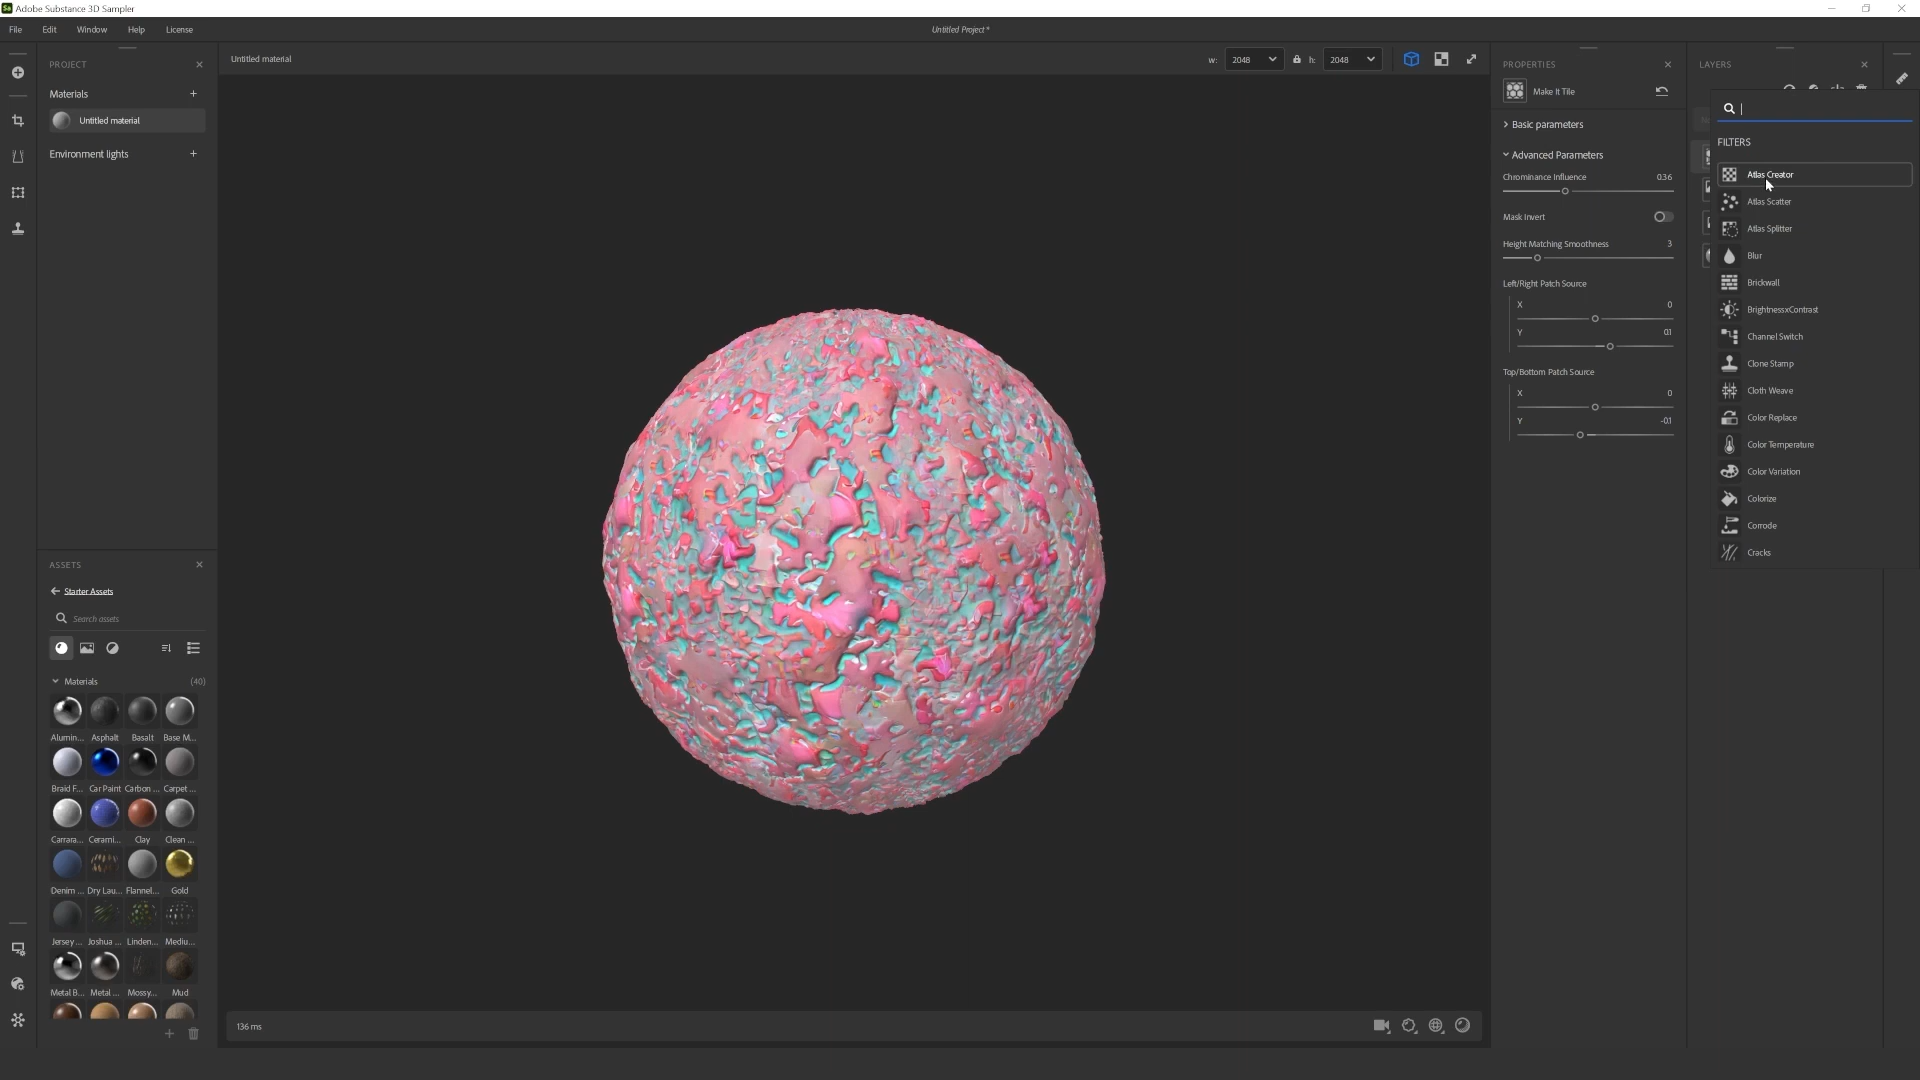 Adobe Substance 3D Sampler
File Edit Window Help License
Untitled Project*
PROJECT
Materials
Untitled material
Environment lights
Untitled material
w: 2048 h: 2048
PROPERTIES
Make It Tile
Basic parameters
Advanced Parameters
Chrominance Influence 0.36
Mask Invert
Height Matching Smoothness 3
Left/Right Patch Source
X 0
Y 0.1
Top/Bottom Patch Source
X 0
Y -0.1
LAYERS
FILTERS
Atlas Creator
Atlas Scatter
Atlas Splitter
Blur
Brickwall
BrightnessxContrast
Channel Switch
Clone Stamp
Cloth Weave
Color Replace
Color Temperature
Color Variation
Colorize
Corrode
Cracks
ASSETS
Starter Assets
Search assets
Materials (40)
Alumin... Asphalt Basalt Base M...
Braid F... Car Paint Carbon ... Carpet ...
Carrara... Cerami... Clay Clean ...
Denim ... Dry Lau... Flannel... Gold
Jersey ... Joshua ... Linden... Mediu...
Metal B... Metal ... Mossy... Mud
136 ms